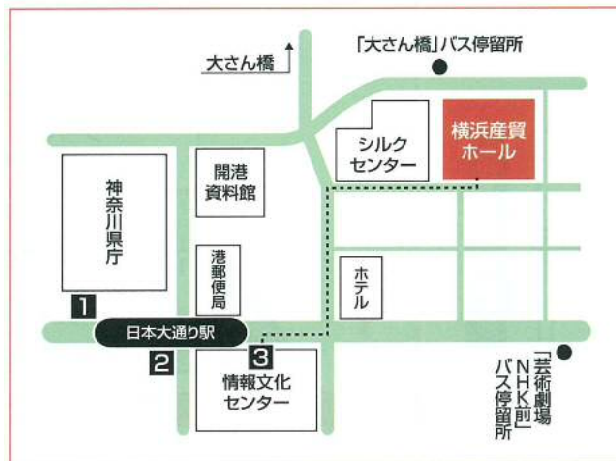 「大さん橋」バス停留所
大さん橋
横浜産貿
ホール
シルク
センター
開港
資料館
神奈川県庁
港郵便局
ホテル
1
日本大通り駅
2
3
情報文化
センター
「芸術劇場
NHK前」
バス停留所